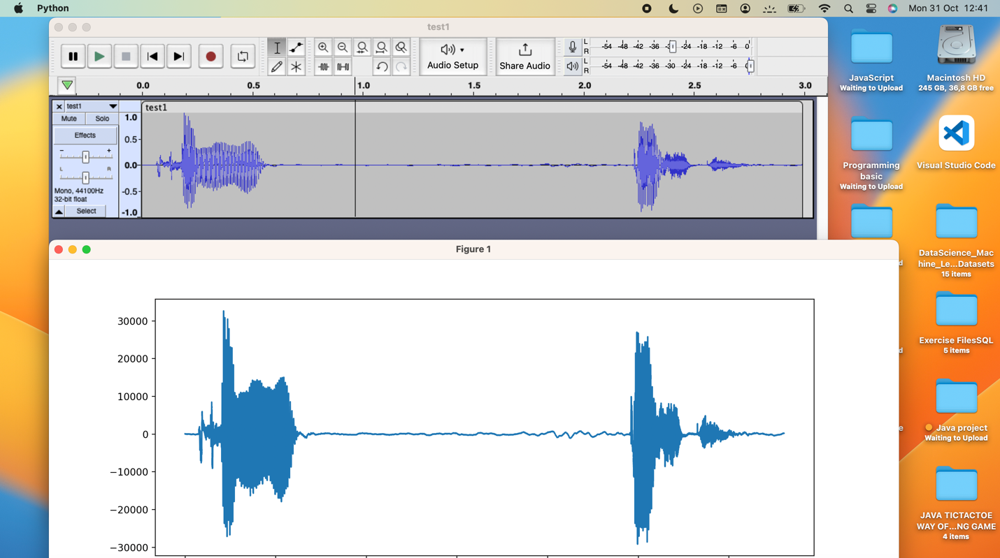 Python
Mon 31 Oct 12:41
test1
Audio Setup
Share Audio
L
R
-54 -48 -42 -36 -24 -18 -12 -6 0
L
R
-54 -48 -42 -36 -30 -24 -18 -12 -6
0.0 0.5 1.0 1.5 2.0 2.5 3.0
test1
Mute Solo
Effects
- +
L R
Mono, 44100Hz
32-bit float
Select
1.0
0.5
0.0
-0.5
-1.0
test1
Figure 1
30000
20000
10000
0
−10000
−20000
−30000
JavaScript
Waiting to Upload
Macintosh HD
245 GB, 36,8 GB free
Programming
basic
Waiting to Upload
Visual Studio Code
d
DataScience_Mac
hine_Le...Datasets
15 items
d
Exercise FilesSQL
5 items
e
Java project
Waiting to Upload
JAVA TICTACTOE
WAY OF...NG GAME
4 items